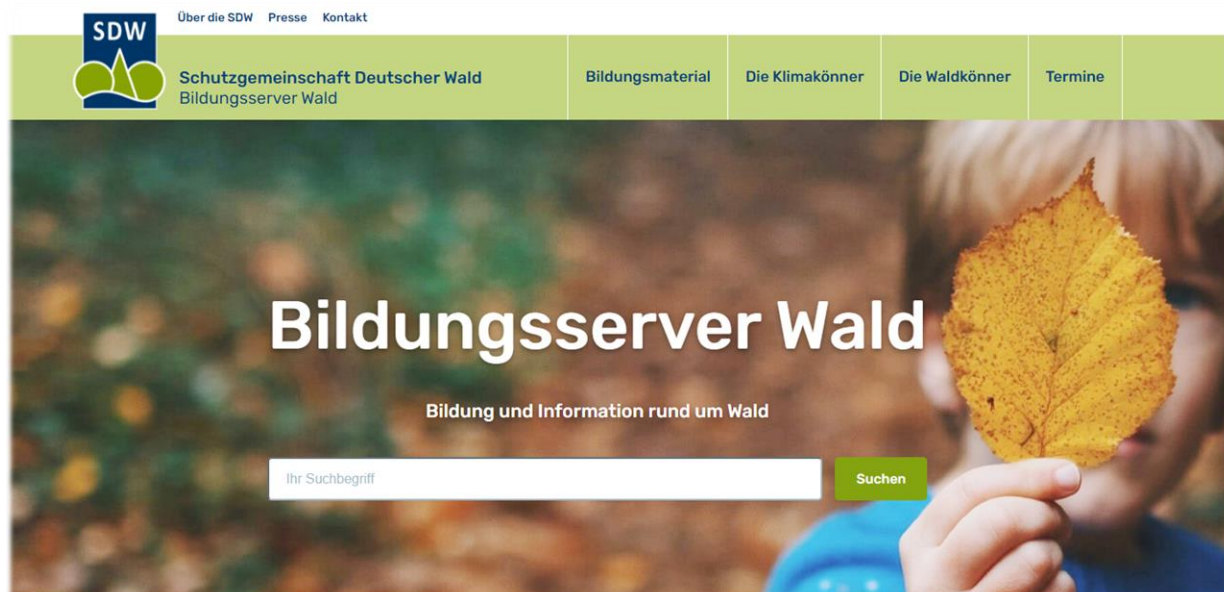 SDW
Über die SDW Presse Kontakt
Schutzgemeinschaft Deutscher Wald
Bildungsserver Wald
Bildungsmaterial Die Klimakönner Die Waldkönner Termine
Bildungsserver Wald
Bildung und Information rund um Wald
Ihr Suchbegriff Suchen